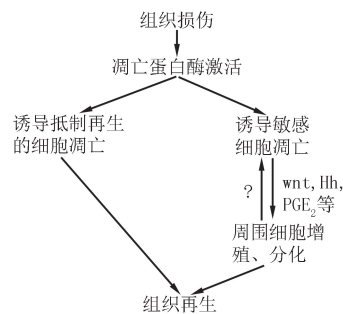 组织损伤
凋亡蛋白酶激活
诱导抵制再生
的细胞凋亡
诱导敏感
细胞凋亡
?
wnt,Hh,
PGE₂等
周围细胞增
殖、分化
组织再生